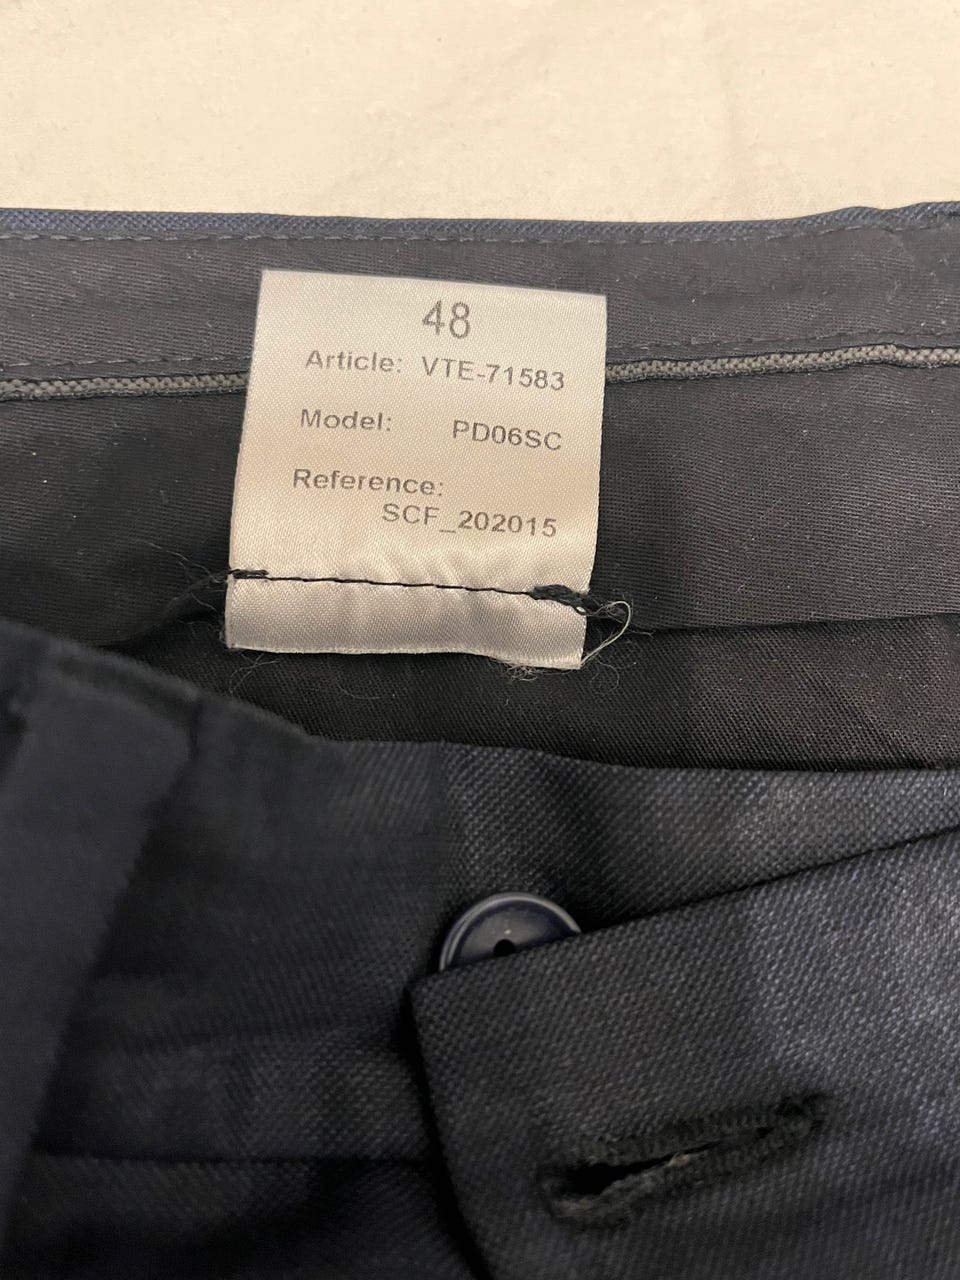 48
Article: VTE-71583
Model: PD06SC
Reference:
SCF_202015